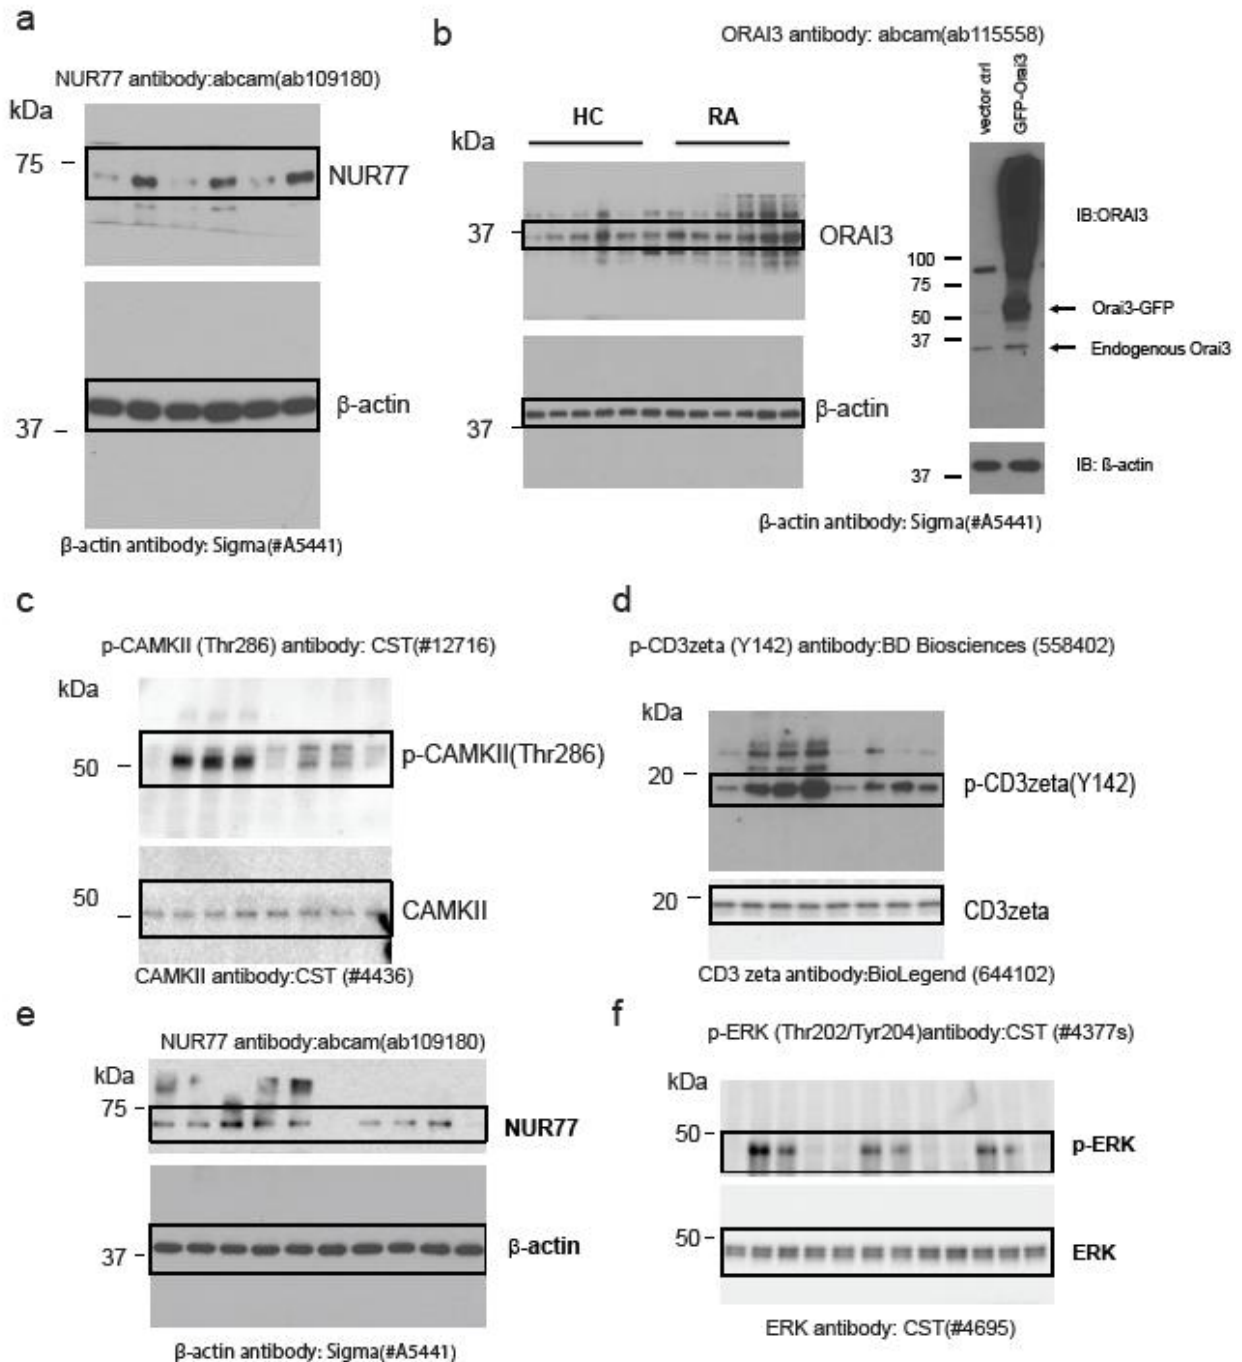 a
NUR77 antibody:abcam(ab109180)
kDa
75
NUR77
β-actin
37
β-actin antibody: Sigma(#A5441)
b
ORAI3 antibody: abcam(ab115558)
HC
RA
kDa
37
ORAI3
β-actin
37
vector ctrl
GFP-Orai3
IB:ORAI3
100
75
50
37
Orai3-GFP
Endogenous Orai3
IB: ß-actin
37
β-actin antibody: Sigma(#A5441)
c
p-CAMKII (Thr286) antibody: CST(#12716)
kDa
50
p-CAMKII(Thr286)
50
CAMKII
CAMKII antibody:CST (#4436)
d
p-CD3zeta (Y142) antibody:BD Biosciences (558402)
kDa
20
p-CD3zeta(Y142)
20
CD3zeta
CD3 zeta antibody:BioLegend (644102)
e
NUR77 antibody:abcam(ab109180)
kDa
75
NUR77
37
β-actin
β-actin antibody: Sigma(#A5441)
f
p-ERK (Thr202/Tyr204)antibody:CST (#4377s)
kDa
50
p-ERK
50
ERK
ERK antibody: CST(#4695)